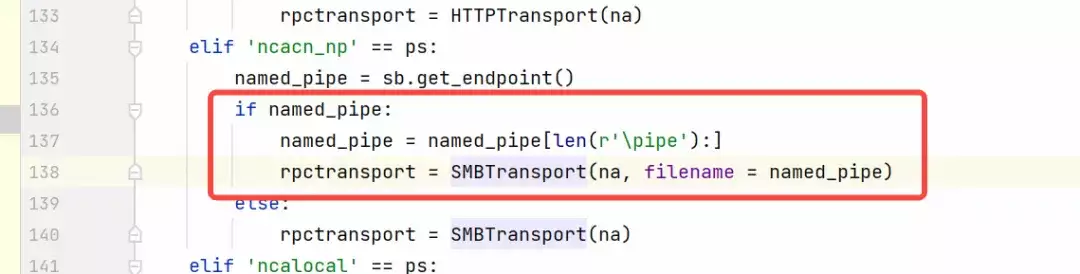 133 rpctransport = HTTPTransport(na)
134 elif 'ncacn_np' == ps:
135 named_pipe = sb.get_endpoint()
136 if named_pipe:
137 named_pipe = named_pipe[len(r'\pipe'):]
138 rpctransport = SMBTransport(na, filename = named_pipe)
139 else:
140 rpctransport = SMBTransport(na)
141 elif 'ncalocal' == ps: